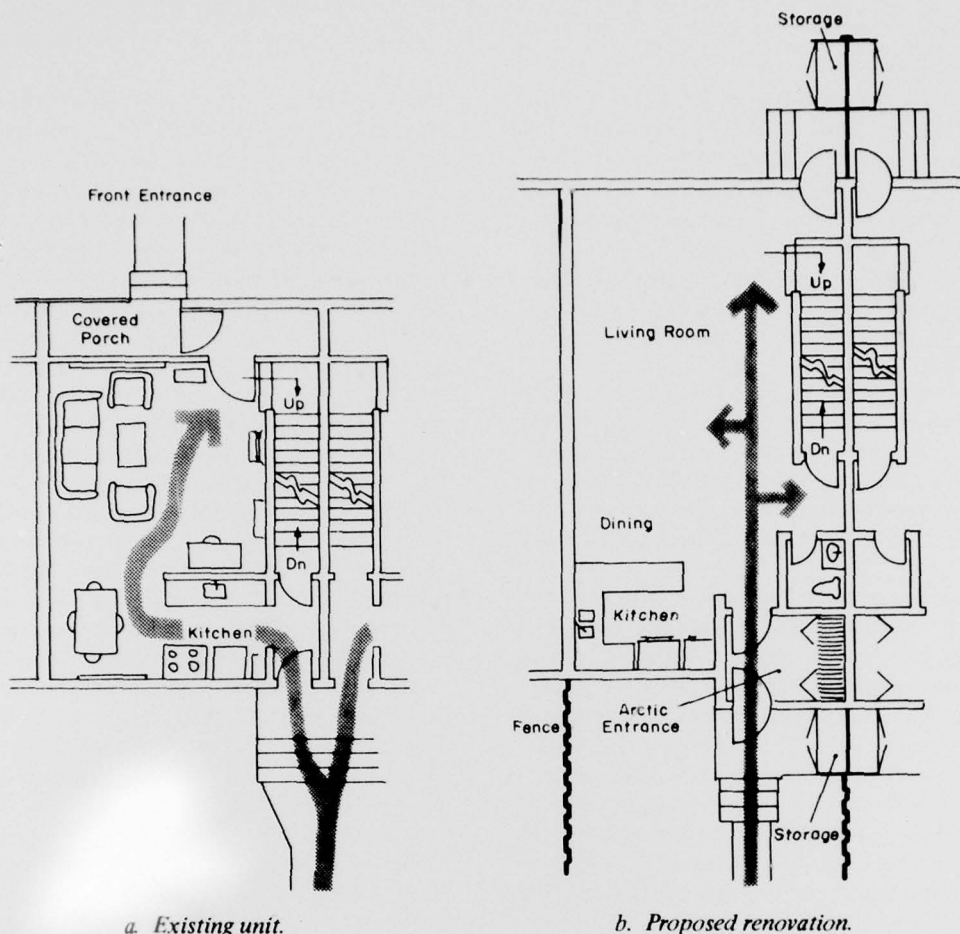 Front Entrance
Covered
Porch
Up
Dn
Kitchen
a. Existing unit.
Storage
Up
Living Room
Dn
Dining
Kitchen
Fence
Arctic
Entrance
Storage
b. Proposed renovation.